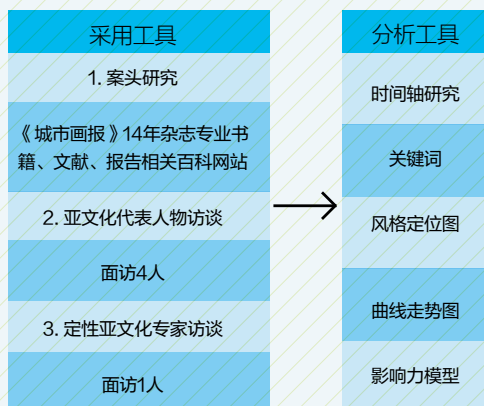 采用工具
1. 案头研究
《城市画报》14年杂志专业书
籍、文献、报告相关百科网站
2. 亚文化代表人物访谈
面访4人
3. 定性亚文化专家访谈
面访1人
分析工具
时间轴研究
关键词
风格定位图
曲线走势图
影响力模型